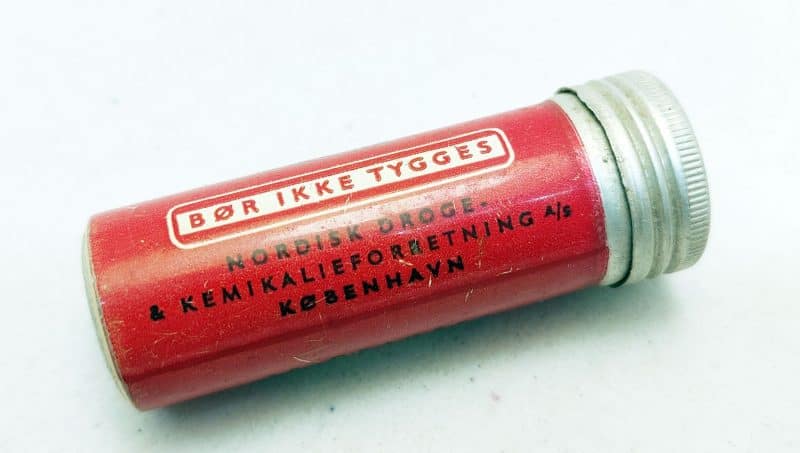 BØR IKKE TYGGES
NORDISK DROGE-
& KEMIKALIEFORRETNING A/S
KØBENHAVN